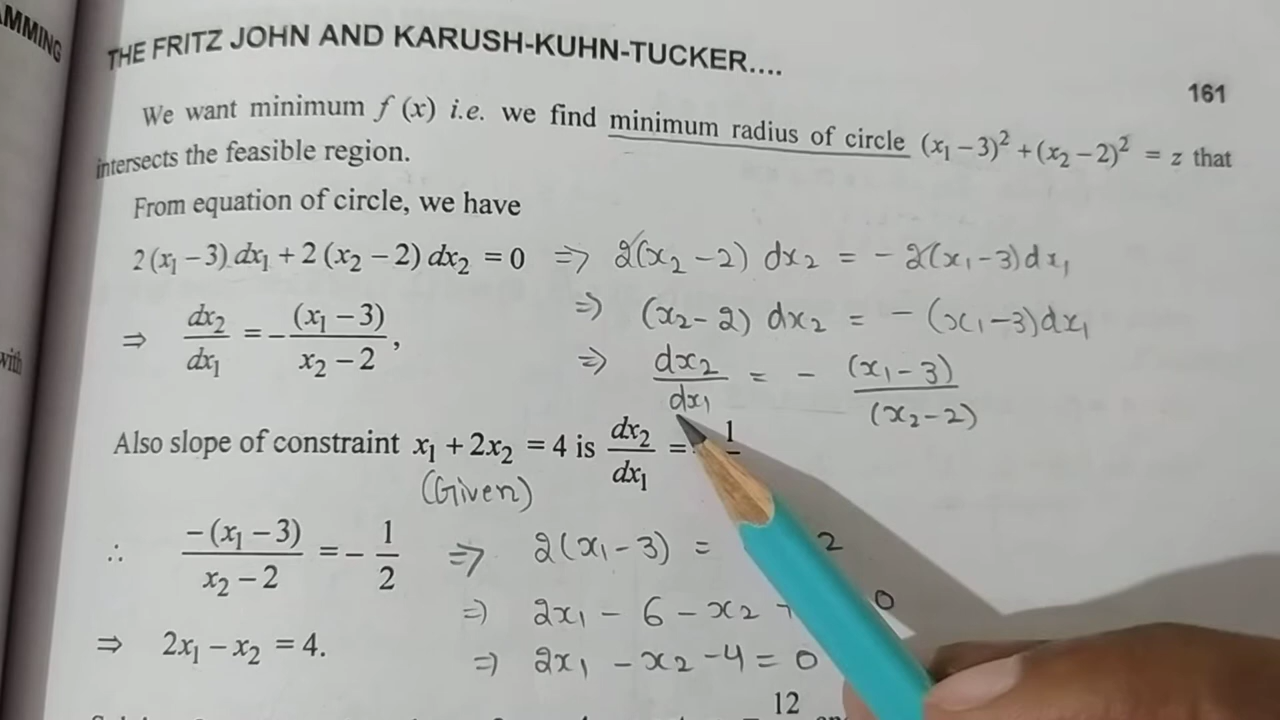 THE FRITZ JOHN AND KARUSH-KUHN-TUCKER....
161
We want minimum f (x) i.e. we find minimum radius of circle (x₁ − 3)² + (x₂ − 2)² = z that
intersects the feasible region.
From equation of circle, we have
2 (x₁ − 3) dx₁ + 2 (x₂ − 2) dx₂ = 0 ⇒ 2(x₂ − 2) dx₂ = − 2(x₁ − 3) dx₁
⇒ (x₂ − 2) dx₂ = − (x₁ − 3) dx₁
⇒ dx₂/dx₁ = − (x₁ − 3)/x₂ − 2, ⇒ dx₂/dx₁ = − (x₁ − 3)/(x₂ − 2)
Also slope of constraint x₁ + 2x₂ = 4 is dx₂/dx₁ = 1
(Given)
∴ −(x₁ − 3)/x₂ − 2 = − 1/2 ⇒ 2(x₁ − 3) = 2
⇒ 2x₁ − 6 − x₂ 0
⇒ 2x₁ − x₂ = 4. ⇒ 2x₁ − x₂ − 4 = 0
12